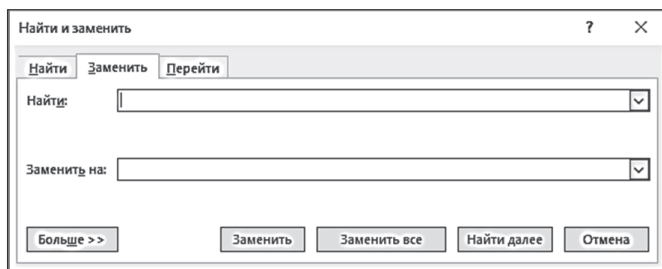 Найти и заменить ? ×
Найти Заменить Перейти
Найти:
Заменить на:
Больше >> Заменить Заменить все Найти далее Отмена